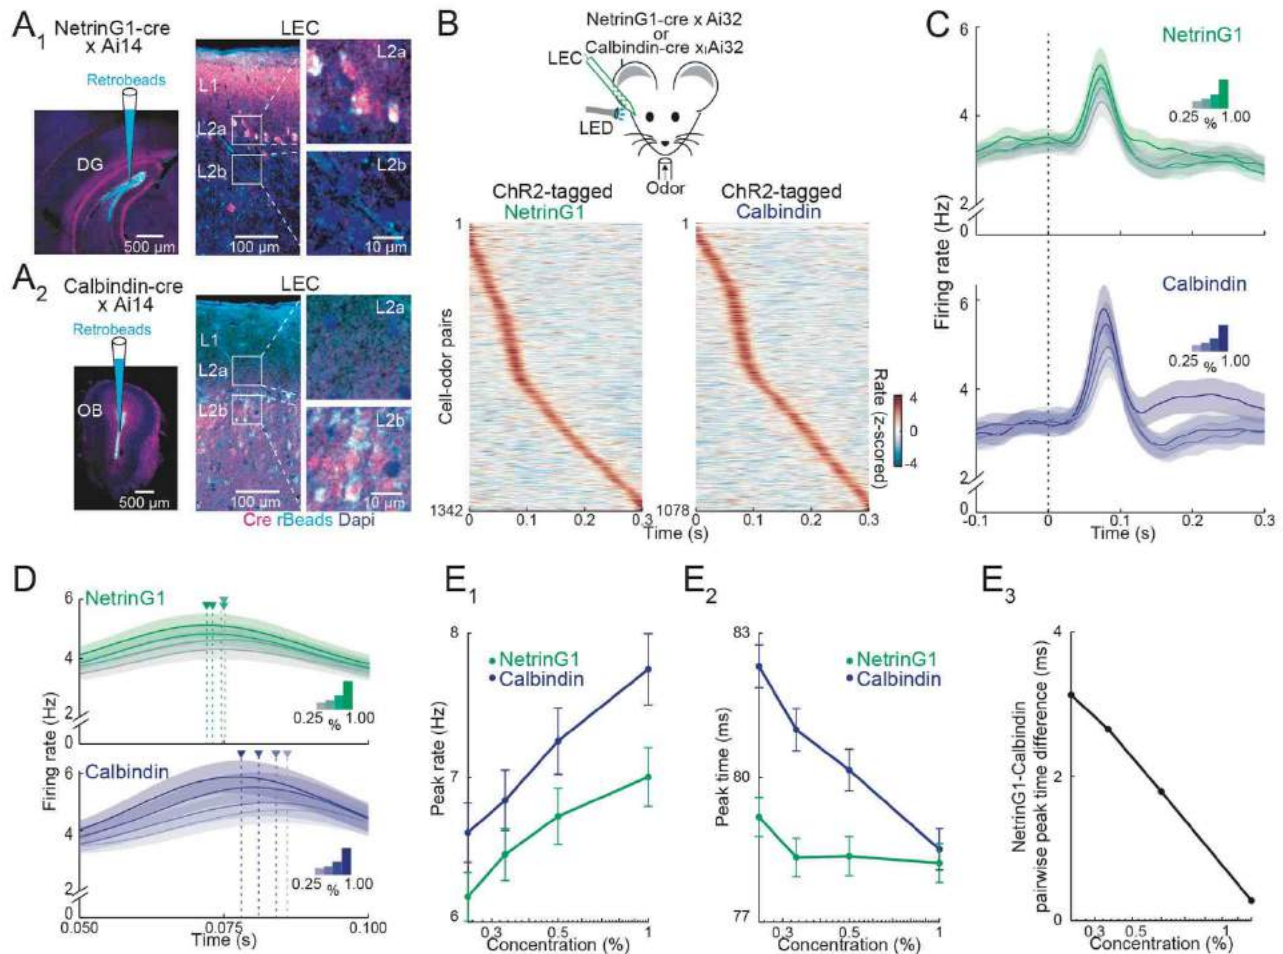 A1
NetrinG1-cre
x Ai14
Retrobeads
DG
500 µm
LEC
L1
L2a
L2b
100 µm
L2a
L2b
10 µm
A2
Calbindin-cre
x Ai14
Retrobeads
OB
500 µm
LEC
L1
L2a
L2b
100 µm
L2a
L2b
10 µm
Cre rBeads Dapi
B
NetrinG1-cre x Ai32
or
Calbindin-cre x Ai32
LEC
LED
Odor
ChR2-tagged
NetrinG1
ChR2-tagged
Calbindin
Cell-odor pairs
1
1342
0 0.1 0.2 0.3
1
1078
0 0.1 0.2 0.3
Time (s)
Rate (z-scored)
4
0
-4
C
NetrinG1
0.25 % 1.00
6
4
2
0
Firing rate (Hz)
Calbindin
0.25 % 1.00
6
4
2
0
-0.1 0 0.1 0.2 0.3
Time (s)
D
NetrinG1
6
4
2
0
0.25 % 1.00
Firing rate (Hz)
Calbindin
6
4
2
0
0.25 % 1.00
0.050 0.075 0.100
Time (s)
E1
8
7
6
Peak rate (Hz)
NetrinG1
Calbindin
0.3 0.5 1
Concentration (%)
E2
83
80
77
Peak time (ms)
NetrinG1
Calbindin
0.3 0.5 1
Concentration (%)
E3
4
2
0
NetrinG1-Calbindin
pairwise peak time difference (ms)
0.3 0.5 1
Concentration (%)